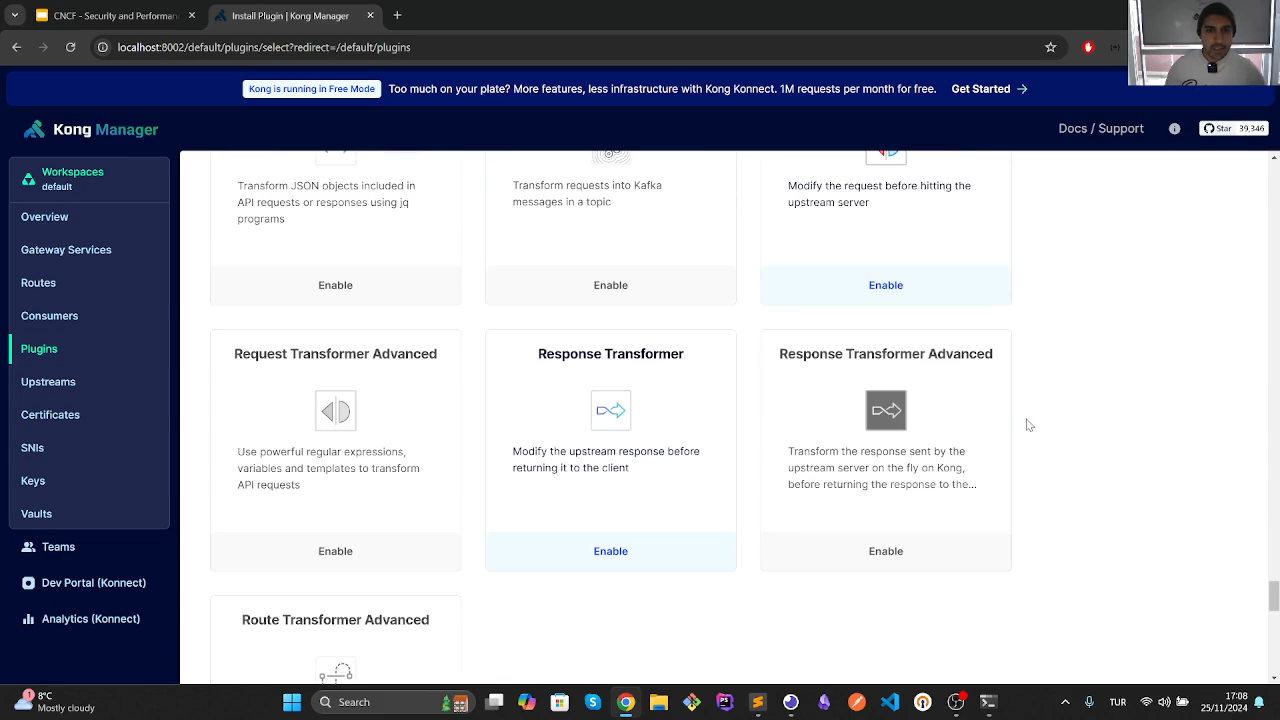 CNCF - Security and Performan
Install Plugin | Kong Manager
localhost:8002/default/plugins/select?redirect=/default/plugins
Kong is running in Free Mode
Too much on your plate? More features, less infrastructure with Kong Konnect. 1M requests per month for free.
Get Started
Kong Manager
Docs / Support
Star 39,346
Workspaces
default
Overview
Gateway Services
Routes
Consumers
Plugins
Upstreams
Certificates
SNIs
Keys
Vaults
Teams
Dev Portal (Konnect)
Analytics (Konnect)
Transform JSON objects included in
API requests or responses using jq
programs
Enable
Transform requests into Kafka
messages in a topic
Enable
Modify the request before hitting the
upstream server
Enable
Request Transformer Advanced
Use powerful regular expressions,
variables and templates to transform
API requests
Enable
Response Transformer
Modify the upstream response before
returning it to the client
Enable
Response Transformer Advanced
Transform the response sent by the
upstream server on the fly on Kong,
before returning the response to the...
Enable
Route Transformer Advanced
8°C
Mostly cloudy
Search
TUR
17:08
25/11/2024